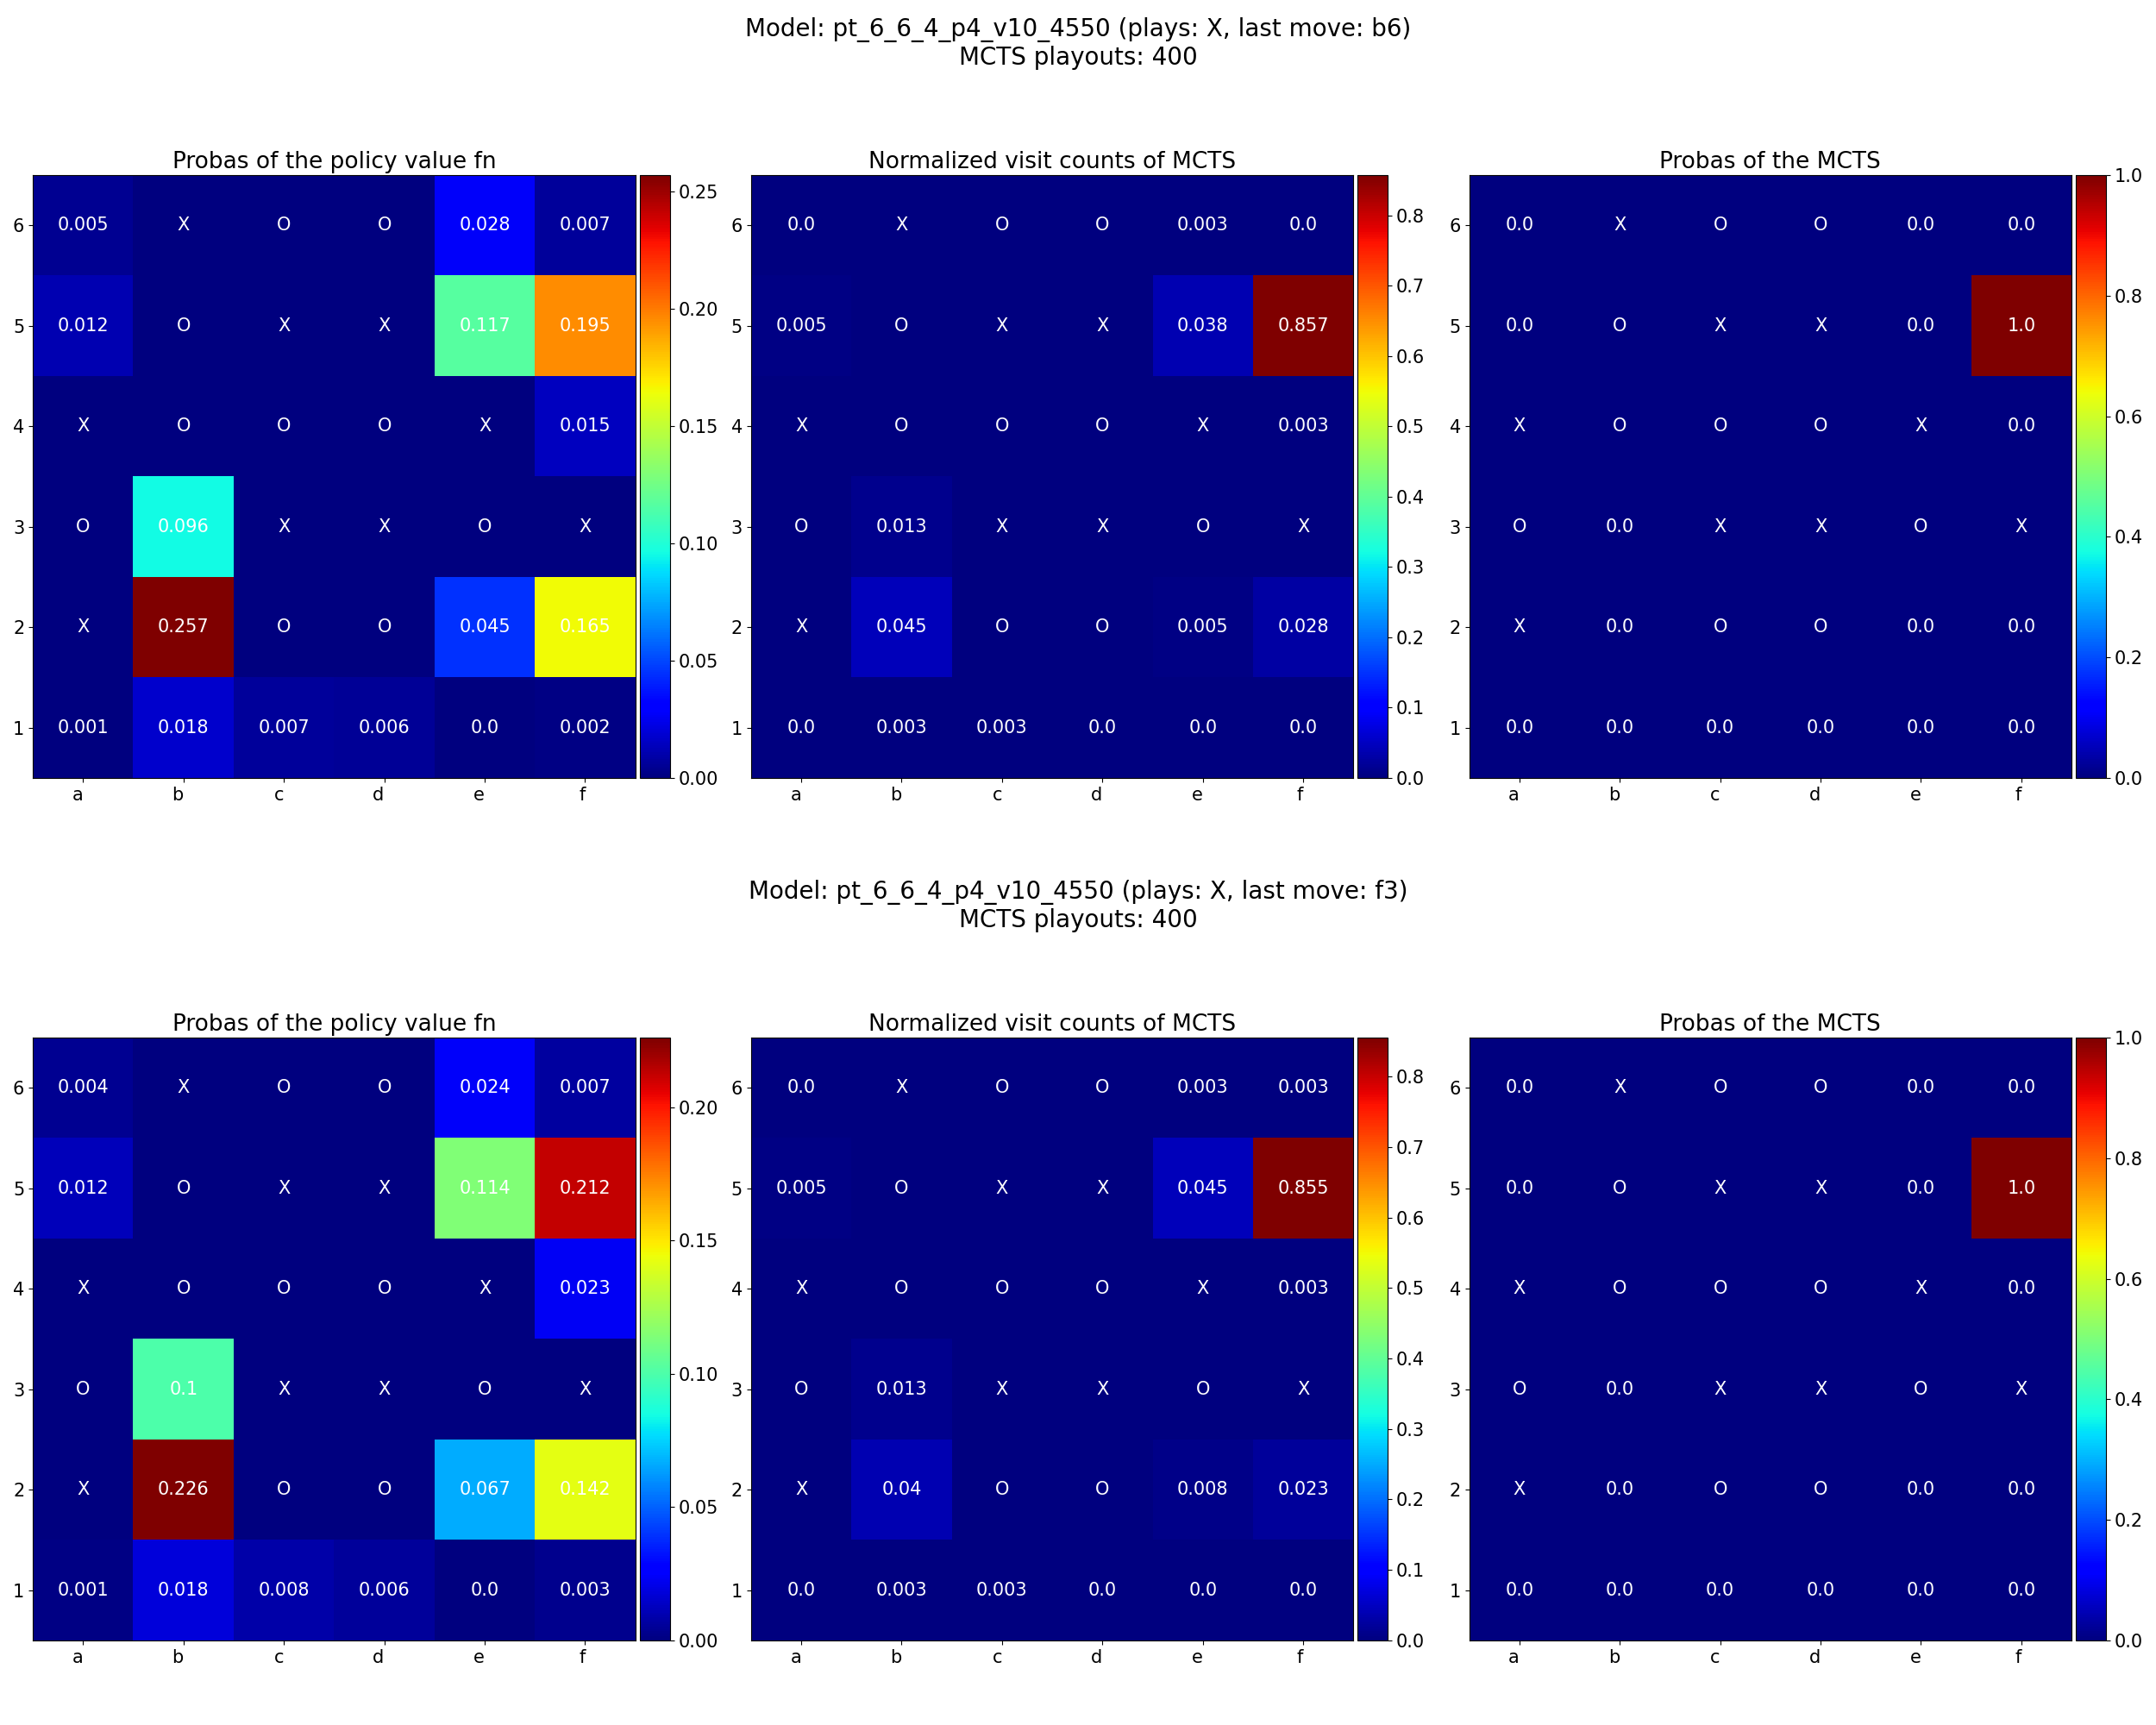 Model: pt_6_6_4_p4_v10_4550 (plays: X, last move: b6)
MCTS playouts: 400
Probas of the policy value fn
6 0.005 X O O 0.028 0.007
5 0.012 O X X 0.117 0.195
4 X O O O X 0.015
3 O 0.096 X X O X
2 X 0.257 O O 0.045 0.165
1 0.001 0.018 0.007 0.006 0.0 0.002
a b c d e f
0.25
0.20
0.15
0.10
0.05
0.00
Normalized visit counts of MCTS
6 0.0 X O O 0.003 0.0
5 0.005 O X X 0.038 0.857
4 X O O O X 0.003
3 O 0.013 X X O X
2 X 0.045 O O 0.005 0.028
1 0.0 0.003 0.003 0.0 0.0 0.0
a b c d e f
0.8
0.7
0.6
0.5
0.4
0.3
0.2
0.1
0.0
Probas of the MCTS
6 0.0 X O O 0.0 0.0
5 0.0 O X X 0.0 1.0
4 X O O O X 0.0
3 O 0.0 X X O X
2 X 0.0 O O 0.0 0.0
1 0.0 0.0 0.0 0.0 0.0 0.0
a b c d e f
1.0
0.8
0.6
0.4
0.2
0.0
Model: pt_6_6_4_p4_v10_4550 (plays: X, last move: f3)
MCTS playouts: 400
Probas of the policy value fn
6 0.004 X O O 0.024 0.007
5 0.012 O X X 0.114 0.212
4 X O O O X 0.023
3 O 0.1 X X O X
2 X 0.226 O O 0.067 0.142
1 0.001 0.018 0.008 0.006 0.0 0.003
a b c d e f
0.20
0.15
0.10
0.05
0.00
Normalized visit counts of MCTS
6 0.0 X O O 0.003 0.003
5 0.005 O X X 0.045 0.855
4 X O O O X 0.003
3 O 0.013 X X O X
2 X 0.04 O O 0.008 0.023
1 0.0 0.003 0.003 0.0 0.0 0.0
a b c d e f
0.8
0.7
0.6
0.5
0.4
0.3
0.2
0.1
0.0
Probas of the MCTS
6 0.0 X O O 0.0 0.0
5 0.0 O X X 0.0 1.0
4 X O O O X 0.0
3 O 0.0 X X O X
2 X 0.0 O O 0.0 0.0
1 0.0 0.0 0.0 0.0 0.0 0.0
a b c d e f
1.0
0.8
0.6
0.4
0.2
0.0